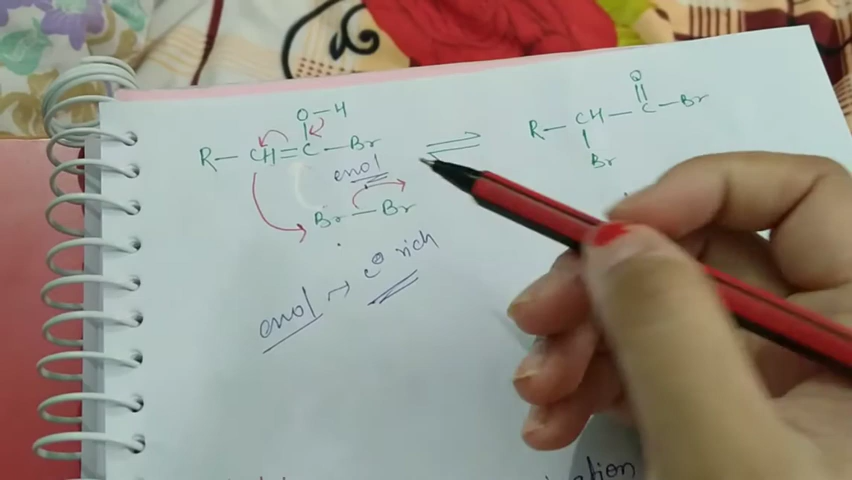 O-H
R-CH=C-Br ⇌ R-CH-C-Br
O
Br
enol
Br-Br
enol → e⊖ rich